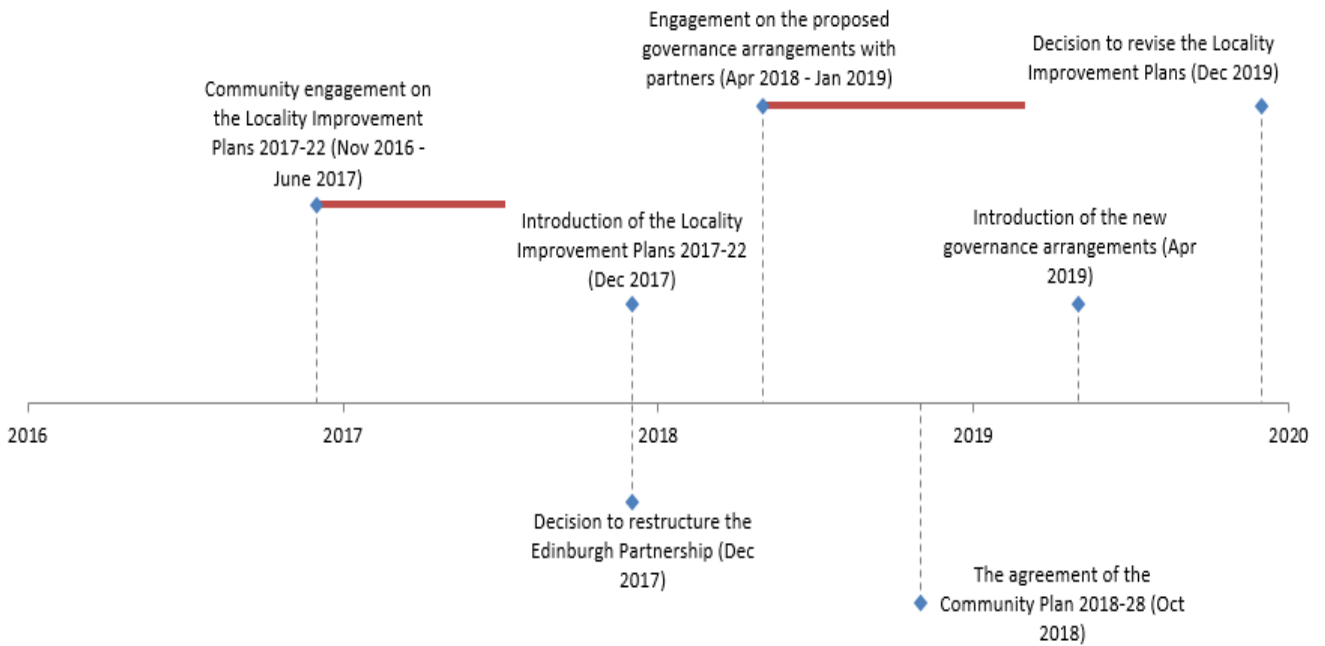 Engagement on the proposed
governance arrangements with
partners (Apr 2018 - Jan 2019)
Decision to revise the Locality
Improvement Plans (Dec 2019)
Community engagement on
the Locality Improvement
Plans 2017-22 (Nov 2016 -
June 2017)
Introduction of the Locality
Improvement Plans 2017-22
(Dec 2017)
Introduction of the new
governance arrangements (Apr
2019)
2016
2017
2018
2019
2020
Decision to restructure the
Edinburgh Partnership (Dec
2017)
The agreement of the
Community Plan 2018-28 (Oct
2018)